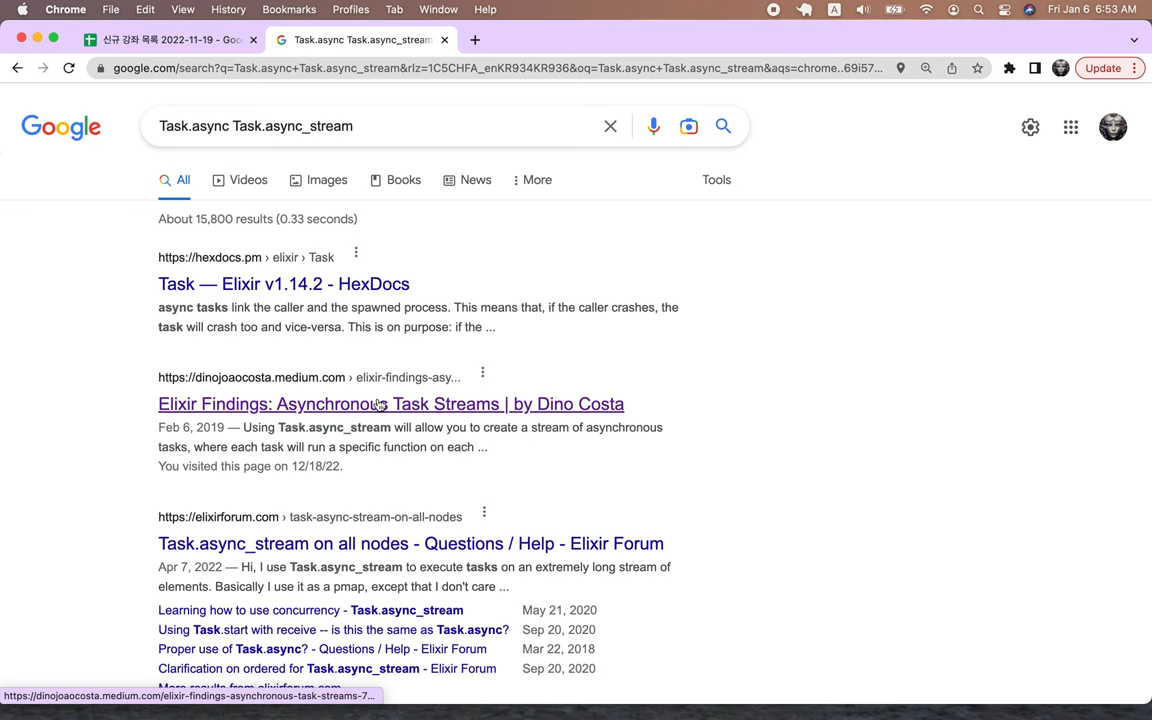 Chrome File Edit View History Bookmarks Profiles Tab Window Help A Fri Jan 6 6:53 AM
신규 강좌 목록 2022-11-19 - Goo Task.async Task.async_stream
google.com/search?q=Task.async+Task.async_stream&rlz=1C5CHFA_enKR934KR936&oq=Task.async+Task.async_stream&aqs=chrome..69i57... Update
Google Task.async Task.async_stream
All Videos Images Books News More Tools
About 15,800 results (0.33 seconds)
https://hexdocs.pm › elixir › Task
Task — Elixir v1.14.2 - HexDocs
async tasks link the caller and the spawned process. This means that, if the caller crashes, the
task will crash too and vice-versa. This is on purpose: if the ...
https://dinojoaocosta.medium.com › elixir-findings-asy...
Elixir Findings: Asynchronous Task Streams | by Dino Costa
Feb 6, 2019 — Using Task.async_stream will allow you to create a stream of asynchronous
tasks, where each task will run a specific function on each ...
You visited this page on 12/18/22.
https://elixirforum.com › task-async-stream-on-all-nodes
Task.async_stream on all nodes - Questions / Help - Elixir Forum
Apr 7, 2022 — Hi, I use Task.async_stream to execute tasks on an extremely long stream of
elements. Basically I use it as a pmap, except that I don't care ...
Learning how to use concurrency - Task.async_stream May 21, 2020
Using Task.start with receive -- is this the same as Task.async? Sep 20, 2020
Proper use of Task.async? - Questions / Help - Elixir Forum Mar 22, 2018
Clarification on ordered for Task.async_stream - Elixir Forum Sep 20, 2020
More results from elixirforum.com
https://dinojoaocosta.medium.com/elixir-findings-asynchronous-task-streams-7...